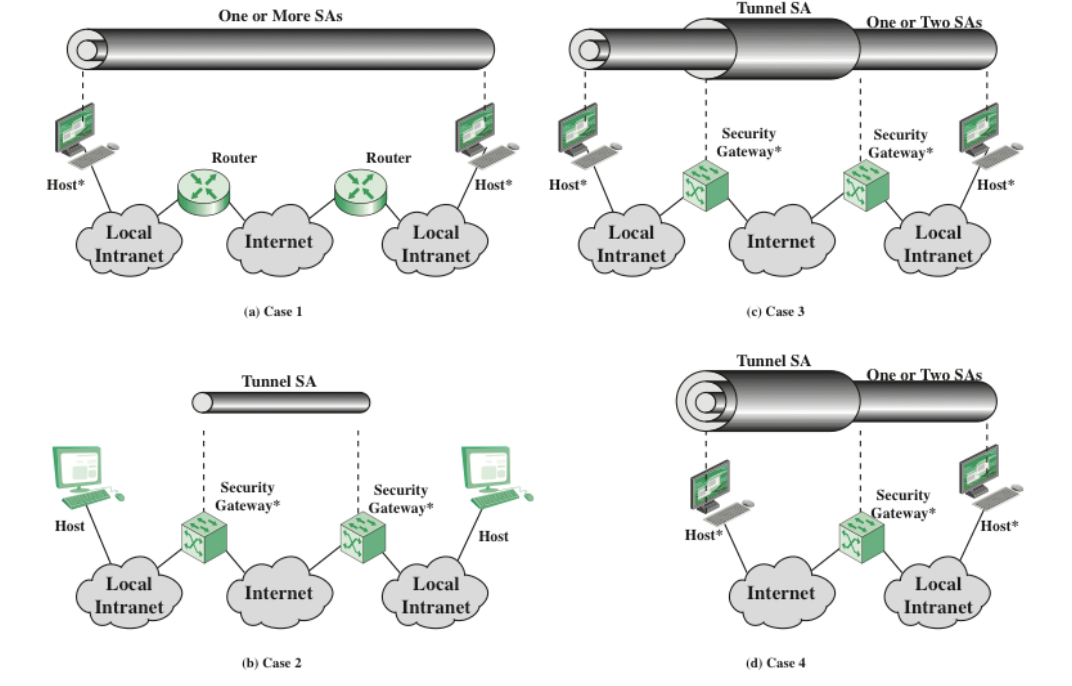 One or More SAs
Host*
Router
Router
Host*
Local
Intranet
Internet
Local
Intranet
(a) Case 1
Tunnel SA
One or Two SAs
Security
Gateway*
Security
Gateway*
Host*
Host*
Local
Intranet
Internet
Local
Intranet
(c) Case 3
Tunnel SA
Security
Gateway*
Security
Gateway*
Host
Host
Local
Intranet
Internet
Local
Intranet
(b) Case 2
Tunnel SA
One or Two SAs
Security
Gateway*
Host*
Host*
Internet
Local
Intranet
(d) Case 4